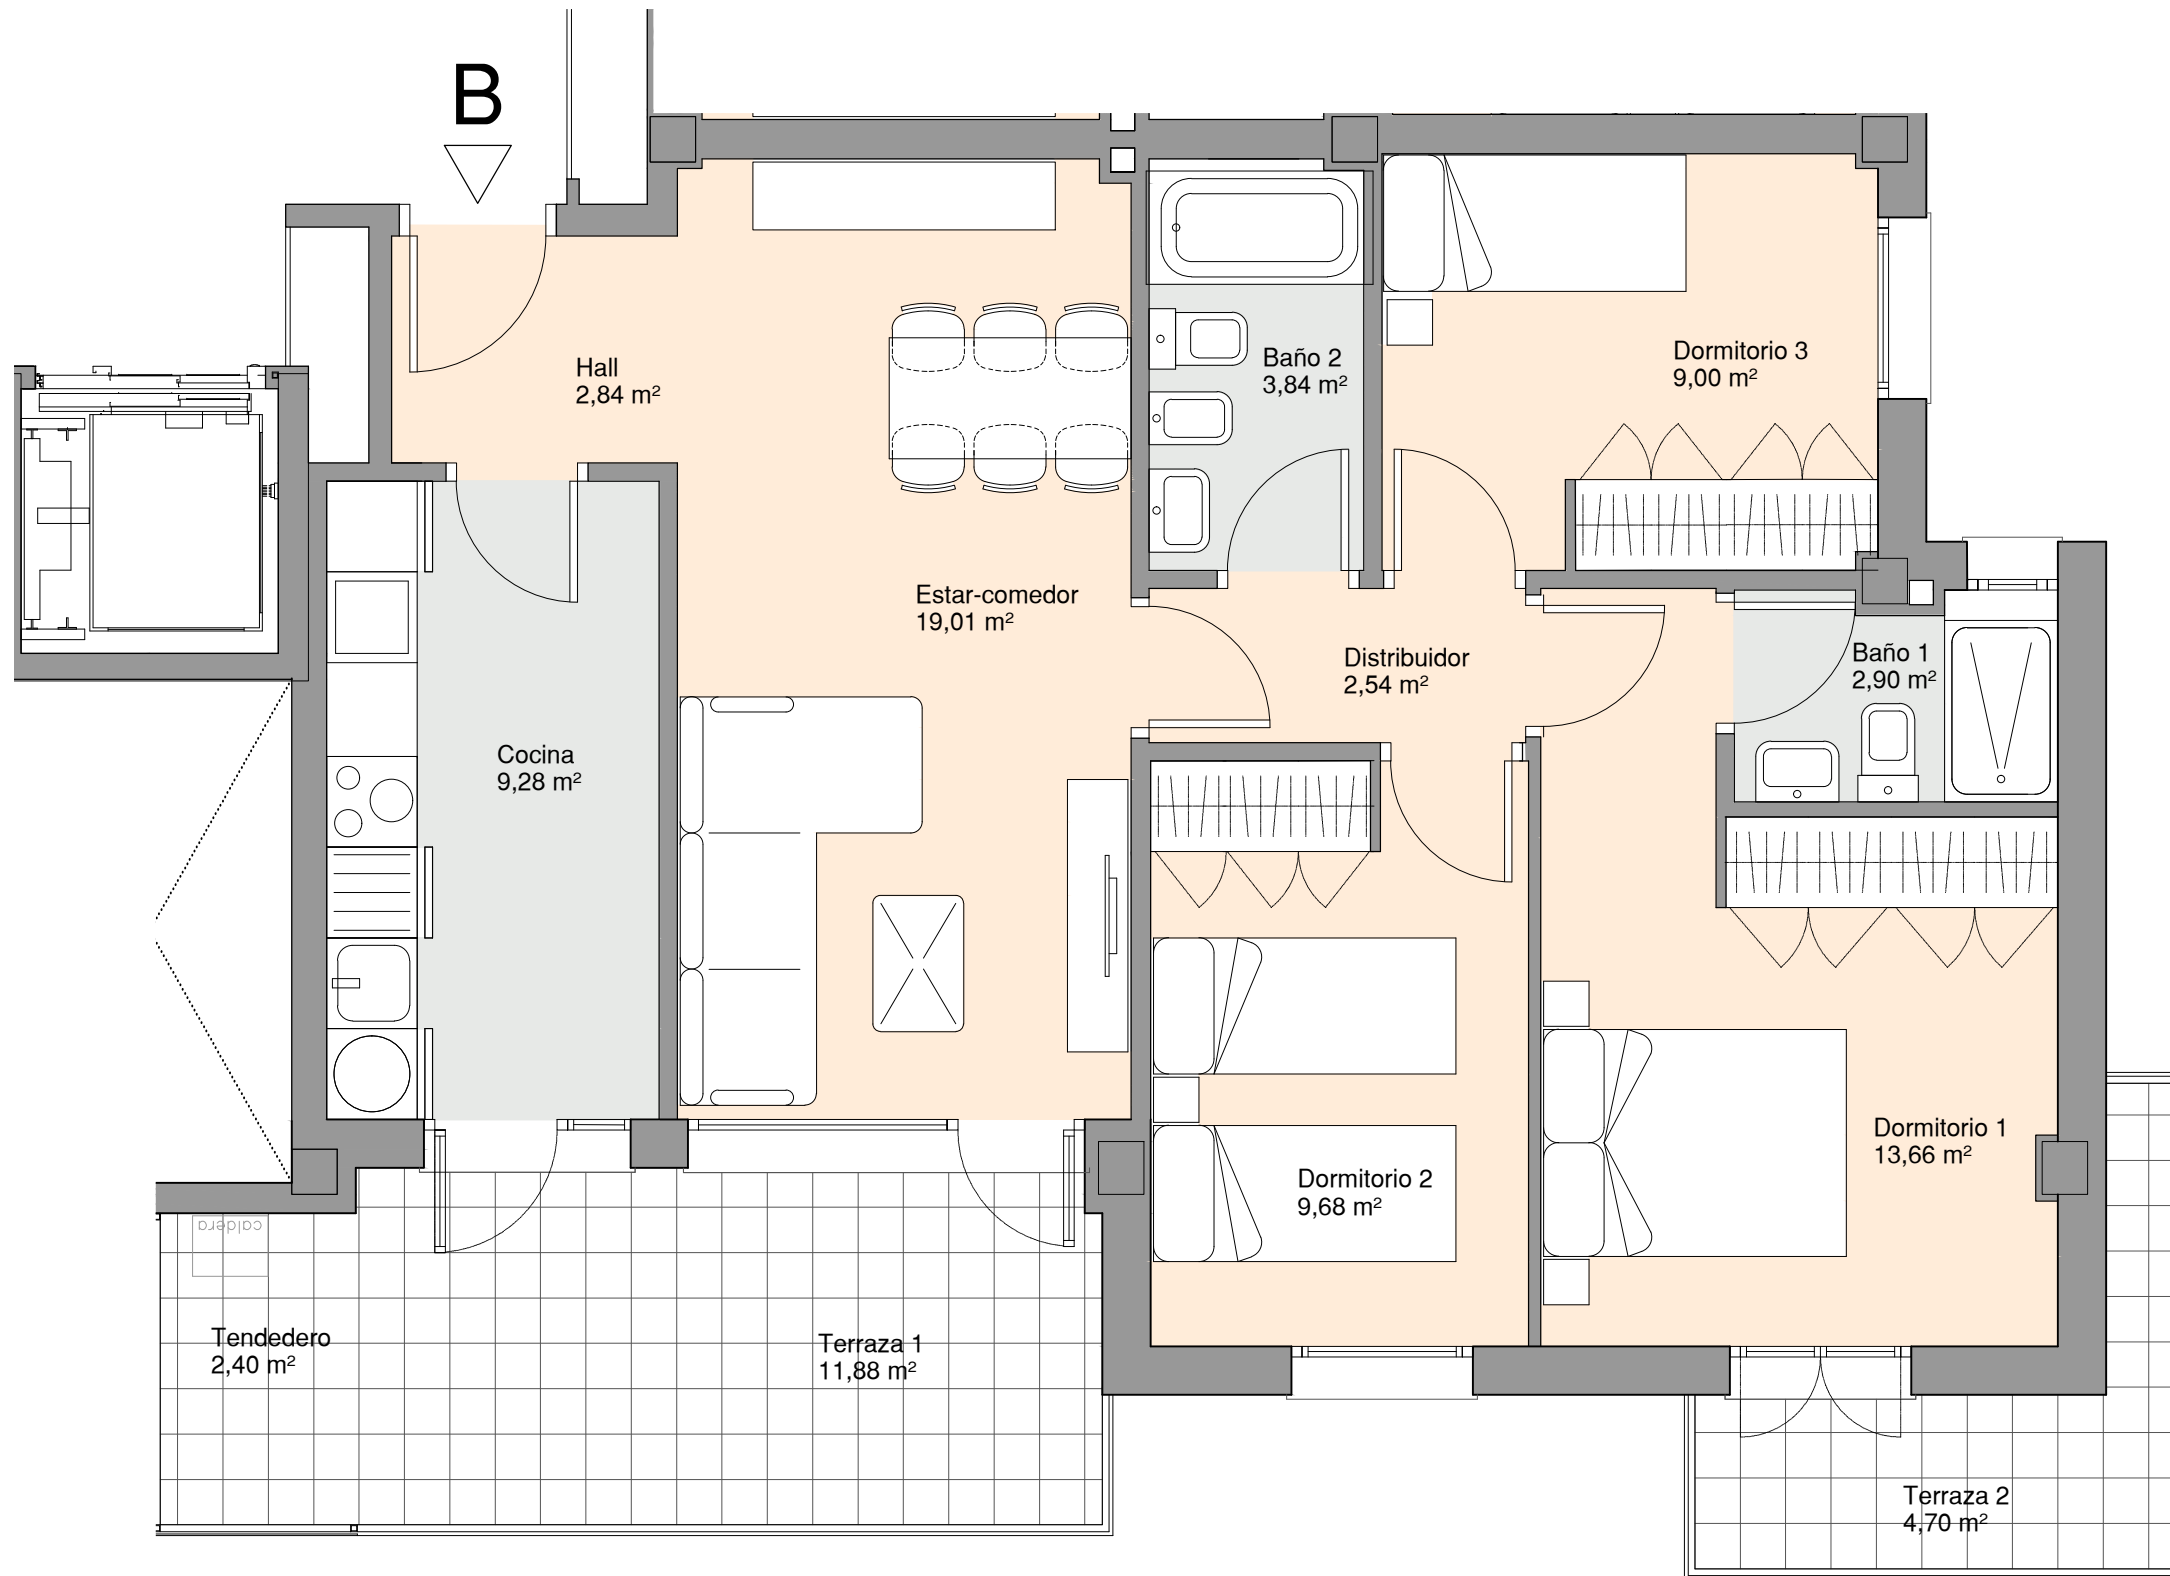 B
Hall
2,84 m²
Baño 2
3,84 m²
Dormitorio 3
9,00 m²
Estar-comedor
19,01 m²
Distribuidor
2,54 m²
Baño 1
2,90 m²
Cocina
9,28 m²
Dormitorio 1
13,66 m²
Dormitorio 2
9,68 m²
caldera
Tendedero
2,40 m²
Terraza 1
11,88 m²
Terraza 2
4,70 m²